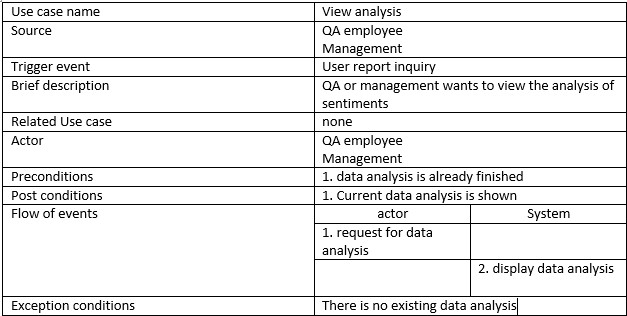 Use case name View analysis
Source QA employee
Management
Trigger event User report inquiry
Brief description QA or management wants to view the analysis of
sentiments
Related Use case none
Actor QA employee
Management
Preconditions 1. data analysis is already finished
Post conditions 1. Current data analysis is shown
Flow of events actor System
1. request for data
analysis
2. display data analysis
Exception conditions There is no existing data analysis